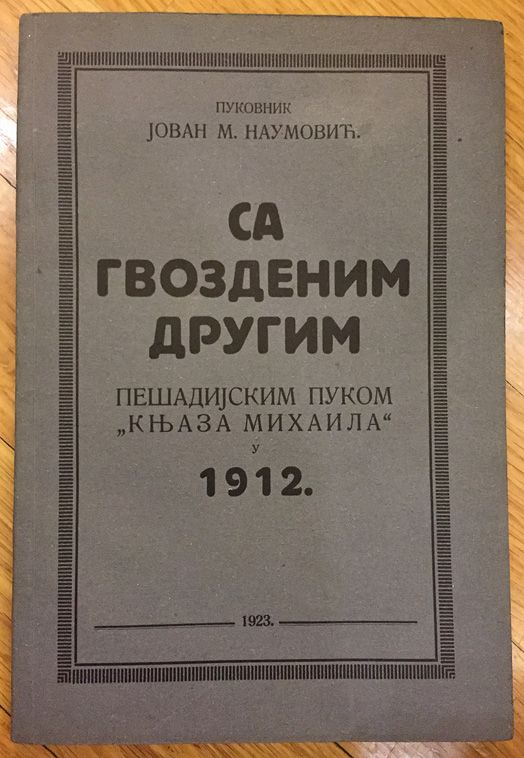 ПУКОВНИК
ЈОВАН М. НАУМОВИЋ.
СА
ГВОЗДЕНИМ
ДРУГИМ
ПЕШАДИЈСКИМ ПУКОМ
„КЊАЗА МИХАИЛА“
У
1912.
1923.